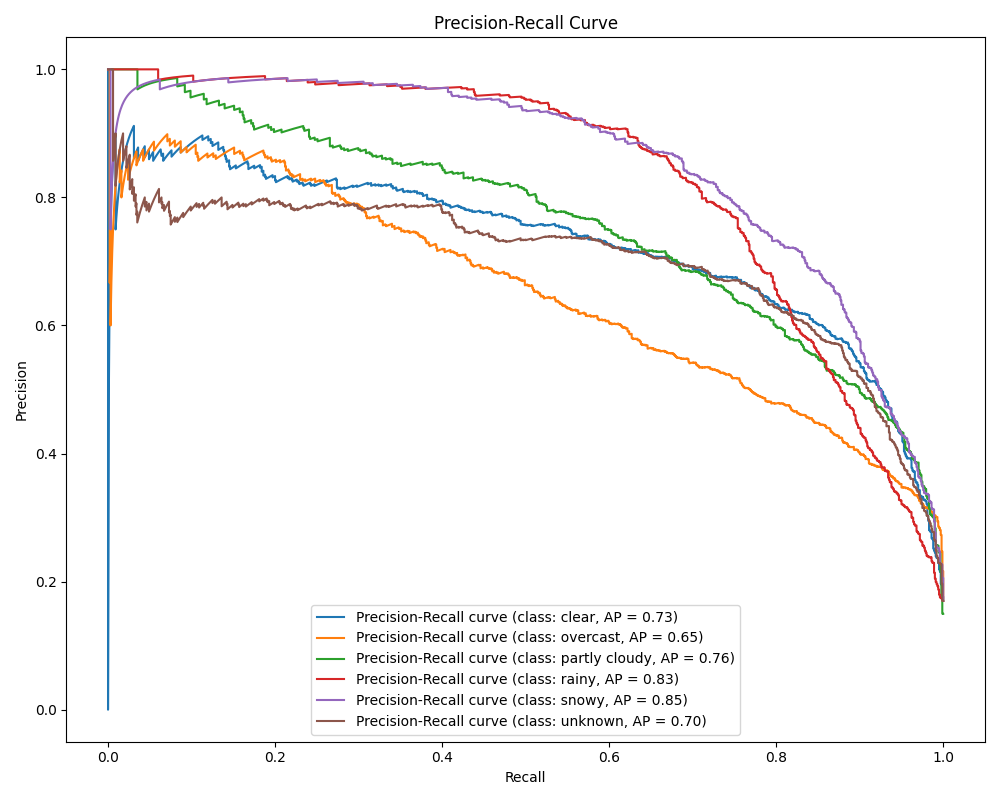 Precision-Recall Curve
1.0
0.8
0.6
0.4
0.2
0.0
Precision
Precision-Recall curve (class: clear, AP = 0.73)
Precision-Recall curve (class: overcast, AP = 0.65)
Precision-Recall curve (class: partly cloudy, AP = 0.76)
Precision-Recall curve (class: rainy, AP = 0.83)
Precision-Recall curve (class: snowy, AP = 0.85)
Precision-Recall curve (class: unknown, AP = 0.70)
0.0 0.2 0.4 0.6 0.8 1.0
Recall